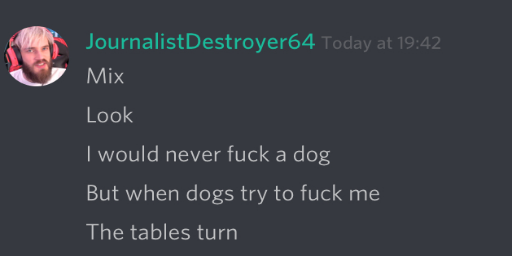 JournalistDestroyer64 Today at 19:42
Mix
Look
I would never fuck a dog
But when dogs try to fuck me
The tables turn